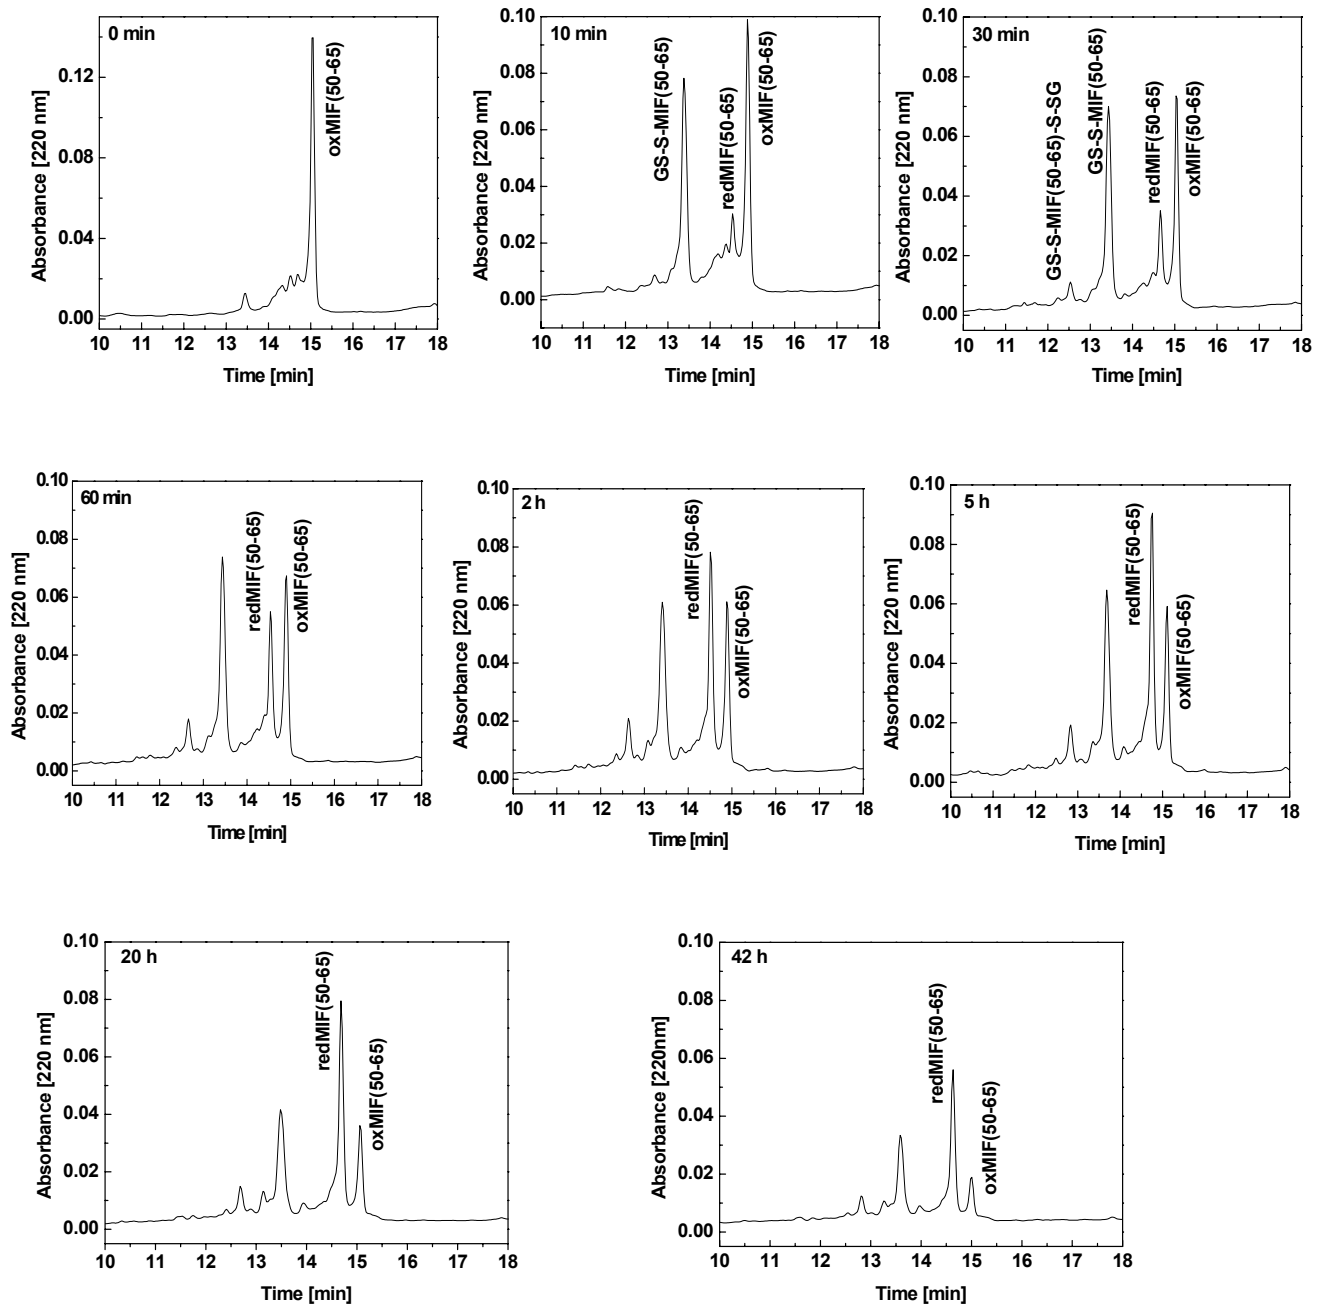 0 min
oxMIF(50-65)
Absorbance [220 nm]
0.12
0.08
0.04
0.00
10 11 12 13 14 15 16 17 18
Time [min]
10 min
GS-S-MIF(50-65)
redMIF(50-65)
oxMIF(50-65)
Absorbance [220 nm]
0.10
0.08
0.06
0.04
0.02
0.00
10 11 12 13 14 15 16 17 18
Time [min]
30 min
GS-S-MIF(50-65)-S-SG
GS-S-MIF(50-65)
redMIF(50-65)
oxMIF(50-65)
Absorbance [220 nm]
0.10
0.08
0.06
0.04
0.02
0.00
10 11 12 13 14 15 16 17 18
Time [min]
60 min
redMIF(50-65)
oxMIF(50-65)
Absorbance [220 nm]
0.10
0.08
0.06
0.04
0.02
0.00
10 11 12 13 14 15 16 17 18
Time [min]
2 h
redMIF(50-65)
oxMIF(50-65)
Absorbance [220 nm]
0.10
0.08
0.06
0.04
0.02
0.00
10 11 12 13 14 15 16 17 18
Time [min]
5 h
redMIF(50-65)
oxMIF(50-65)
Absorbance [220 nm]
0.10
0.08
0.06
0.04
0.02
0.00
10 11 12 13 14 15 16 17 18
Time [min]
20 h
redMIF(50-65)
oxMIF(50-65)
Absorbance [220 nm]
0.10
0.08
0.06
0.04
0.02
0.00
10 11 12 13 14 15 16 17 18
Time [min]
42 h
redMIF(50-65)
oxMIF(50-65)
Absorbance [220nm]
0.10
0.08
0.06
0.04
0.02
0.00
10 11 12 13 14 15 16 17 18
Time [min]